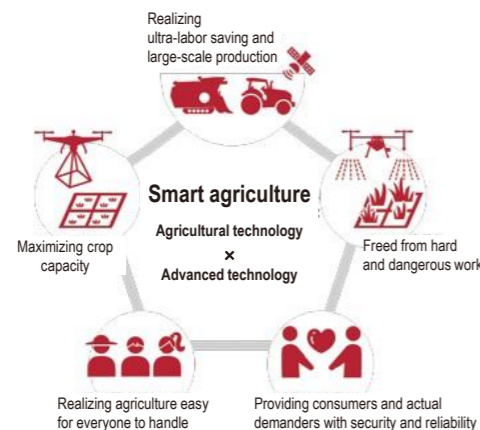 Realizing
ultra-labor saving and
large-scale production
Smart agriculture
Agricultural technology
×
Advanced technology
Maximizing crop
capacity
Freed from hard
and dangerous work
Realizing agriculture easy
for everyone to handle
Providing consumers and actual
demanders with security and reliability